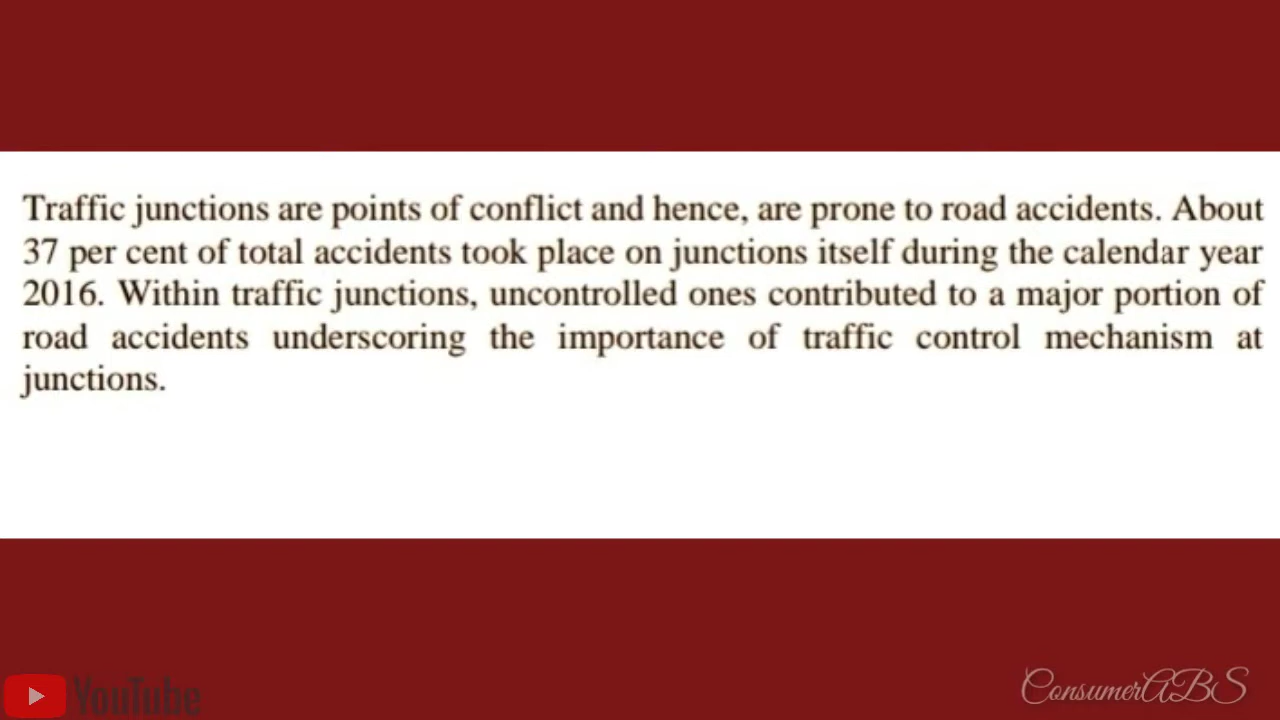 Traffic junctions are points of conflict and hence, are prone to road accidents. About
37 per cent of total accidents took place on junctions itself during the calendar year
2016. Within traffic junctions, uncontrolled ones contributed to a major portion of
road accidents underscoring the importance of traffic control mechanism at
junctions.
YouTube
ConsumerABS